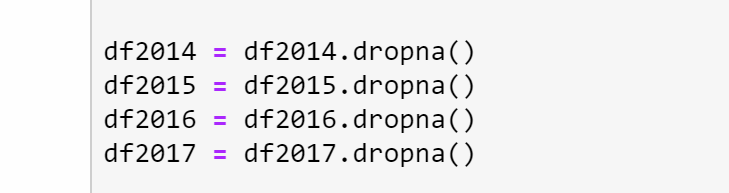 df2014 = df2014.dropna()
df2015 = df2015.dropna()
df2016 = df2016.dropna()
df2017 = df2017.dropna()